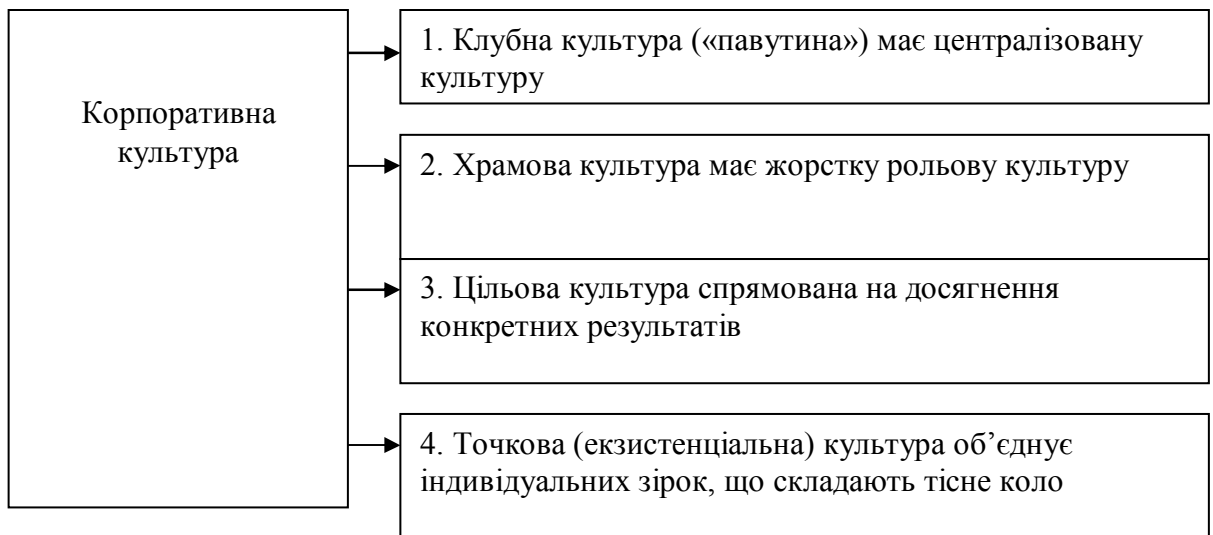 Корпоративна
культура
1. Клубна культура («павутина») має централізовану
культуру
2. Храмова культура має жорстку рольову культуру
3. Цільова культура спрямована на досягнення
конкретних результатів
4. Точкова (екзистенціальна) культура об’єднує
індивідуальних зірок, що складають тісне коло